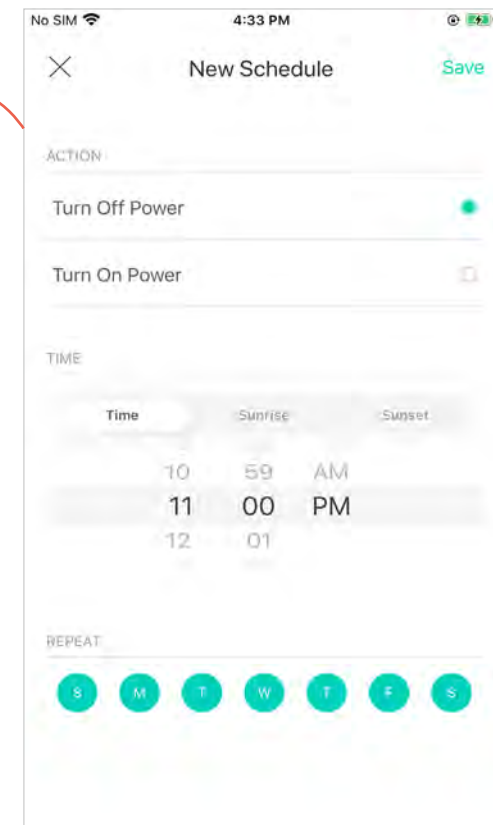 No SIM 4:33 PM
New Schedule Save
ACTION
Turn Off Power
Turn On Power
TIME
Time Sunrise Sunset
10 59 AM
11 00 PM
12 01
REPEAT
S M T W T F S